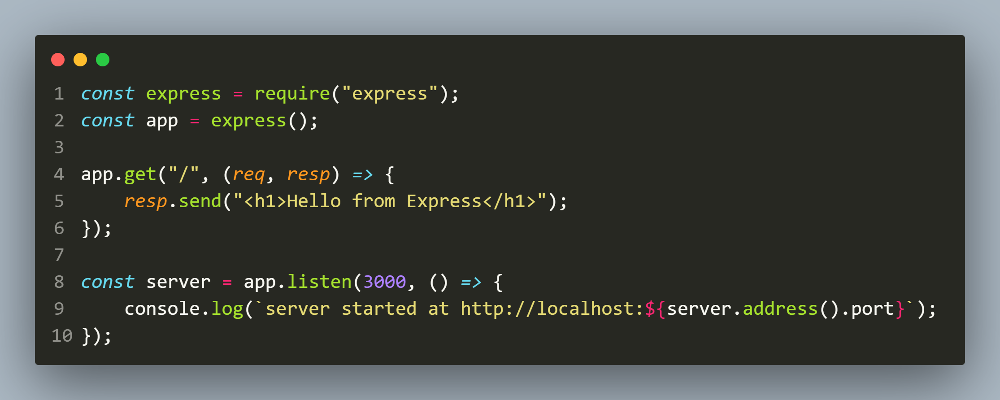 1 const express = require("express");
2 const app = express();
3
4 app.get("/", (req, resp) => {
5     resp.send("<h1>Hello from Express</h1>");
6 });
7
8 const server = app.listen(3000, () => {
9     console.log(`server started at http://localhost:${server.address().port}`);
10 });